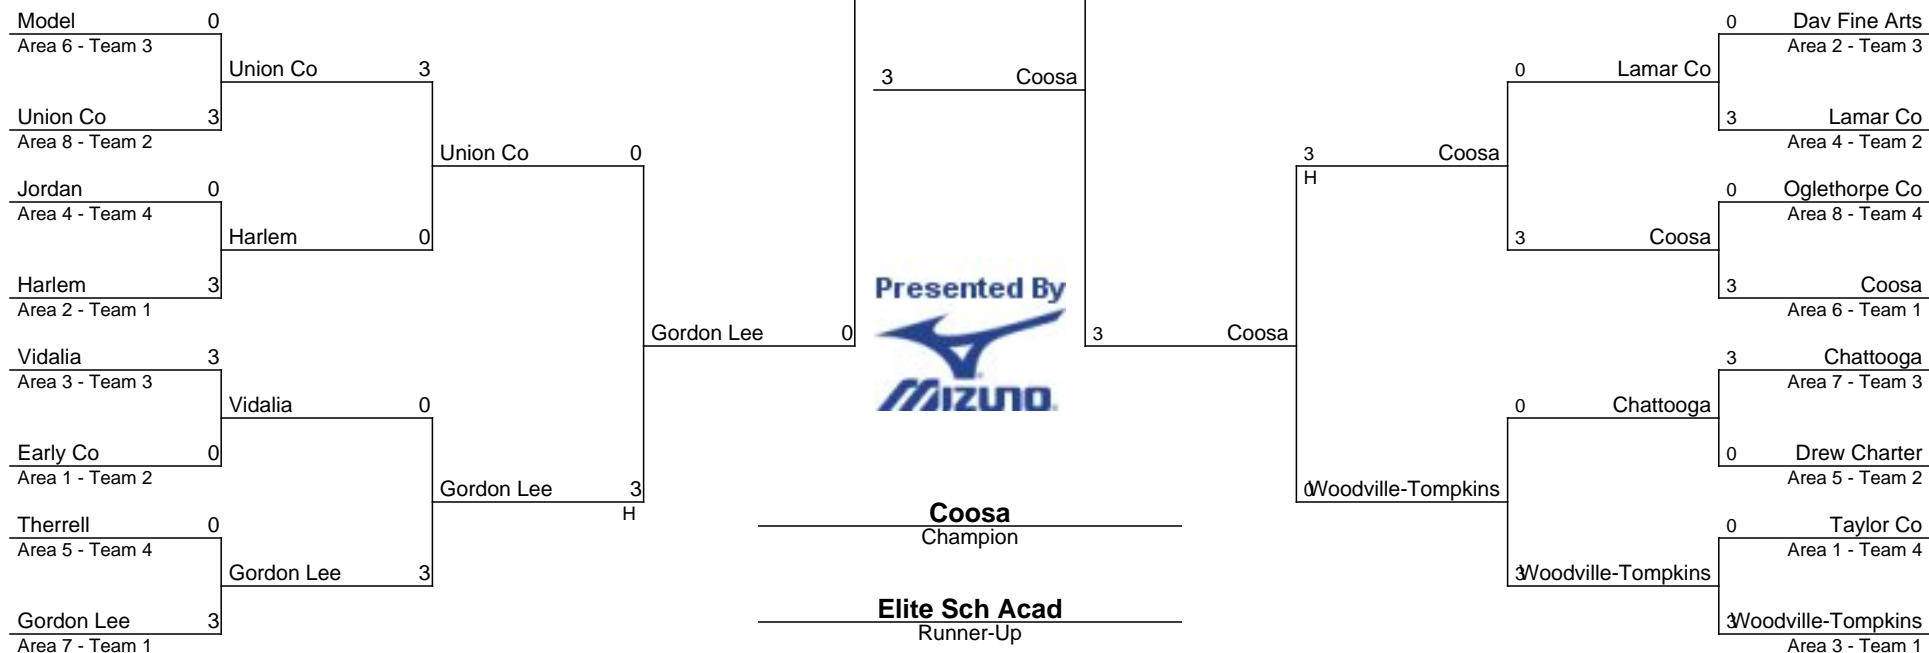 Model 0
Area 6 - Team 3
Union Co 3
Union Co 3
Area 8 - Team 2
Union Co 0
Jordan 0
Area 4 - Team 4
Harlem 0
Harlem 3
Area 2 - Team 1
Gordon Lee 0
Vidalia 3
Area 3 - Team 3
Vidalia 0
Early Co 0
Area 1 - Team 2
Gordon Lee 3
H
Therrell 0
Area 5 - Team 4
Gordon Lee 3
Gordon Lee 3
Area 7 - Team 1
3 Coosa
Presented By
MIZUNO
Coosa
Champion
Elite Sch Acad
Runner-Up
3 Coosa
3 Coosa
H
0 Woodville-Tompkins
0 Lamar Co
3 Coosa
0 Chattooga
3 Woodville-Tompkins
0 Dav Fine Arts
Area 2 - Team 3
3 Lamar Co
Area 4 - Team 2
0 Oglethorpe Co
Area 8 - Team 4
3 Coosa
Area 6 - Team 1
3 Chattooga
Area 7 - Team 3
0 Drew Charter
Area 5 - Team 2
0 Taylor Co
Area 1 - Team 4
3 Woodville-Tompkins
Area 3 - Team 1